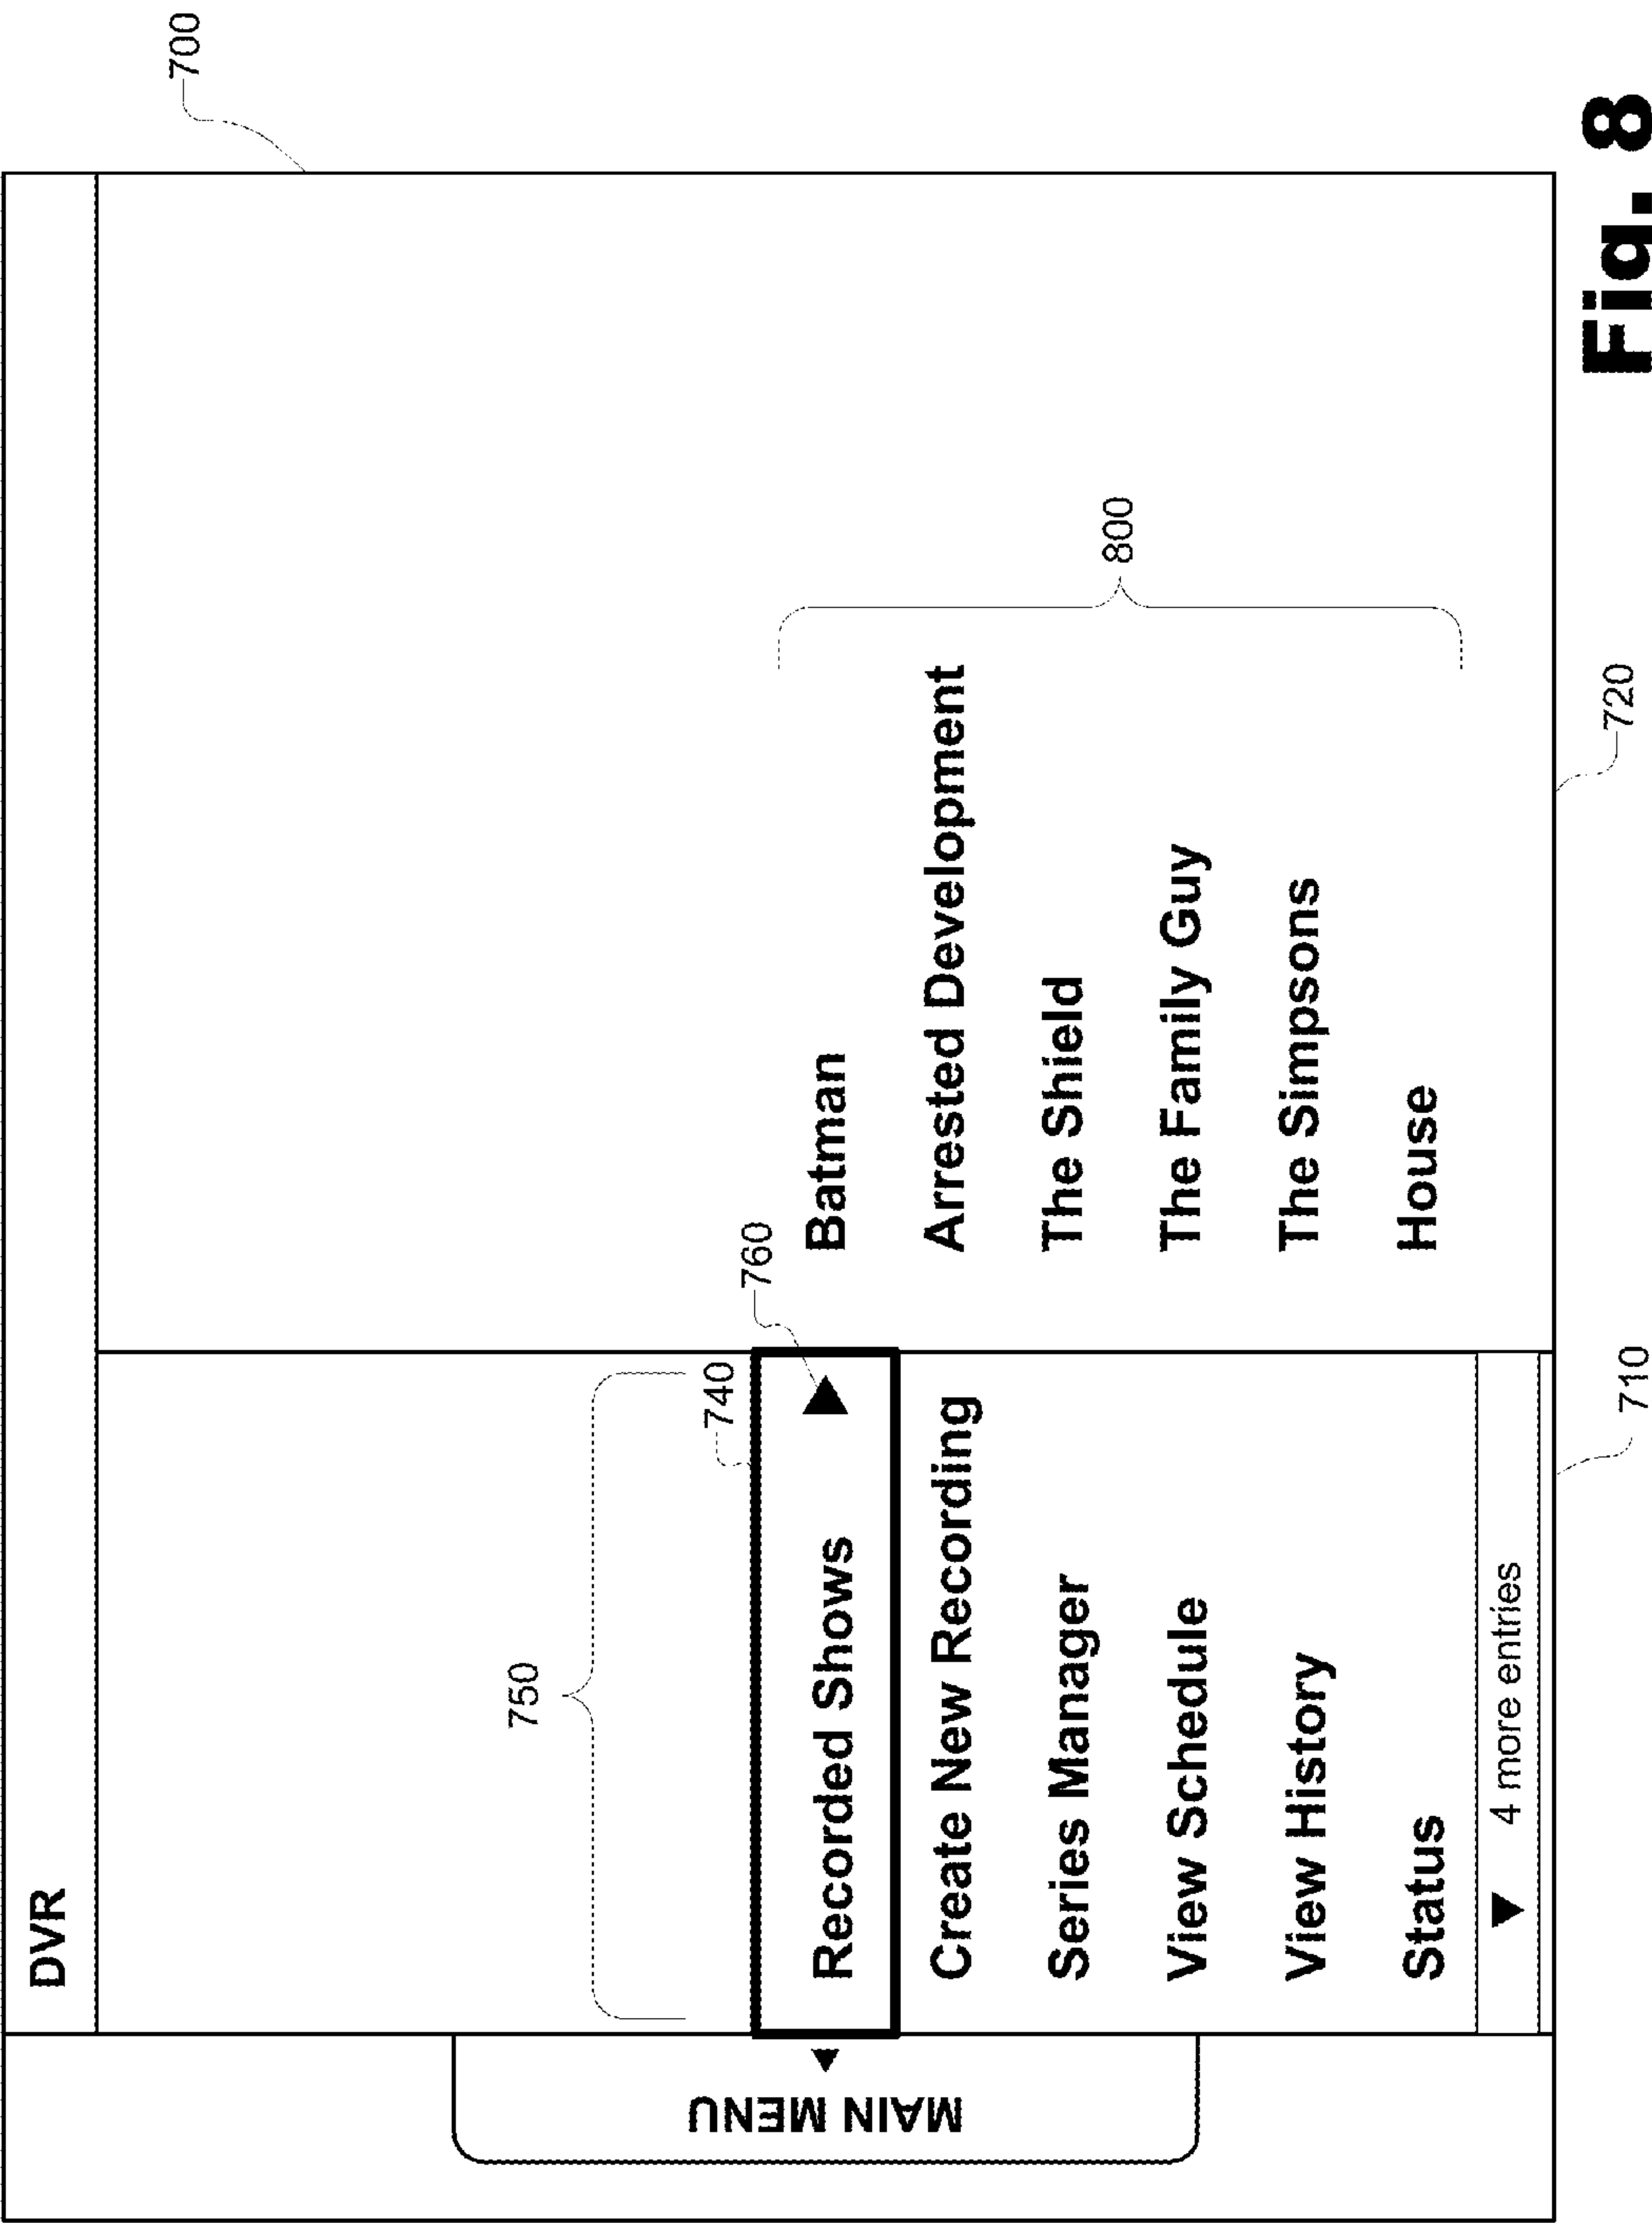 DVR
700
MAIN MENU
750
740
760
Recorded Shows
Create New Recording
Series Manager
View Schedule
View History
Status
4 more entries
Batman
Arrested Development
The Shield
The Family Guy
The Simpsons
House
800
710
720
Fig. 8